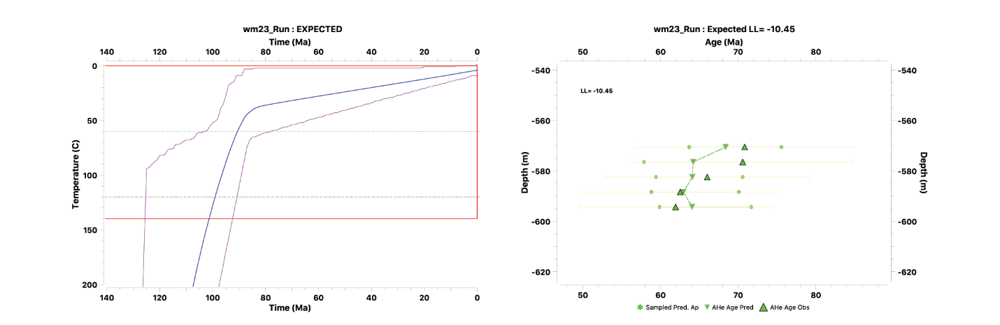 wm23_Run : EXPECTED
Time (Ma)
140 120 100 80 60 40 20 0
0
50
100
150
200
Temperature (C)
140 120 100 80 60 40 20 0
Time (Ma)
wm23_Run : Expected LL= -10.45
Age (Ma)
50 60 70 80
-540 -540
LL= -10.45
-560 -560
-580 -580
-600 -600
-620 -620
Depth (m)
Depth (m)
50 60 70 80
Sampled Pred. Ap AHe Age Pred AHe Age Obs